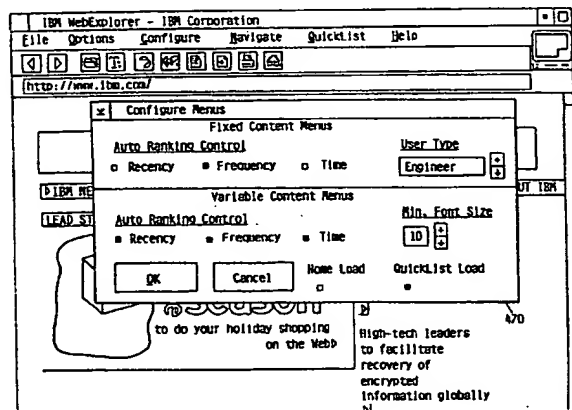 IBM WebExplorer - IBM Corporation
File Options Configure Navigate QuickList Help
http://www.ibm.com/
Configure Menus
Fixed Content Menus
Auto Ranking Control User Type
Recency Frequency Time Engineer
Variable Content Menus
Auto Ranking Control Min. Font Size
Recency Frequency Time 10
OK Cancel Home Load QuickList Load
IBM NE
UT IBM
LEAD ST
470
to do your holiday shopping
on the Web
High-tech leaders
to facilitate
recovery of
encrypted
information globally